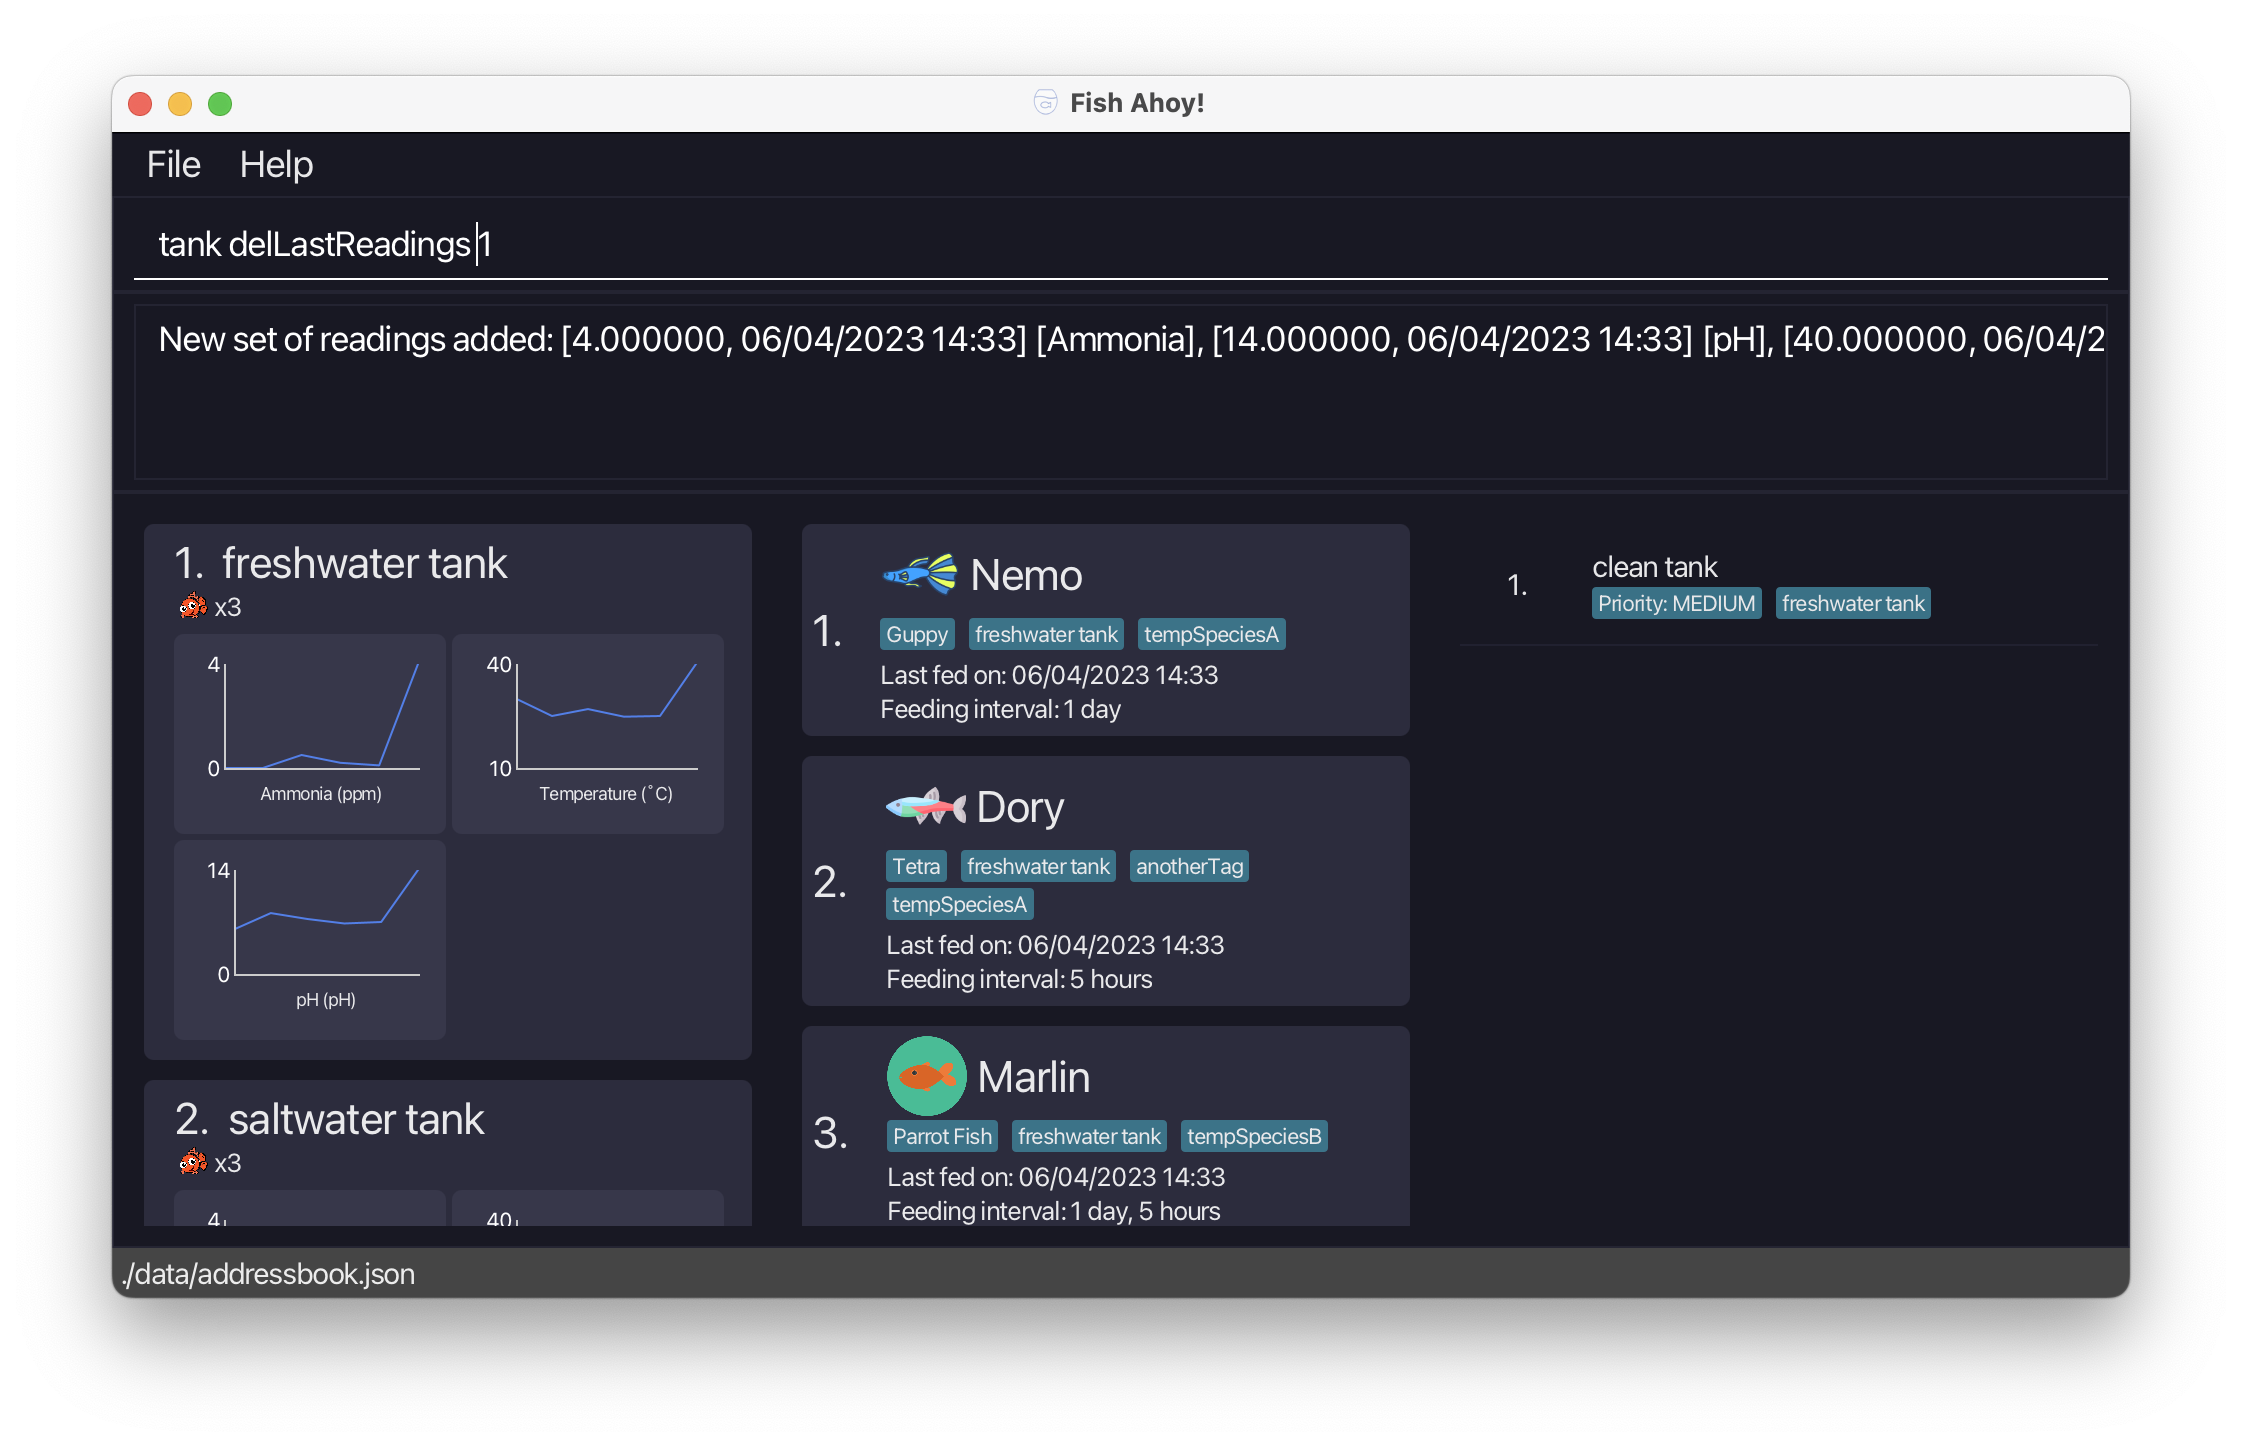 Fish Ahoy!
File Help
tank delLastReadings 1
New set of readings added: [4.000000, 06/04/2023 14:33] [Ammonia], [14.000000, 06/04/2023 14:33] [pH], [40.000000, 06/04/2
1. freshwater tank
x3
4
0
Ammonia (ppm)
40
10
Temperature (˚C)
14
0
pH (pH)
2. saltwater tank
x3
4
40
1.
Nemo
Guppy freshwater tank tempSpeciesA
Last fed on: 06/04/2023 14:33
Feeding interval: 1 day
2.
Dory
Tetra freshwater tank anotherTag
tempSpeciesA
Last fed on: 06/04/2023 14:33
Feeding interval: 5 hours
3.
Marlin
Parrot Fish freshwater tank tempSpeciesB
Last fed on: 06/04/2023 14:33
Feeding interval: 1 day, 5 hours
1.
clean tank
Priority: MEDIUM freshwater tank
./data/addressbook.json